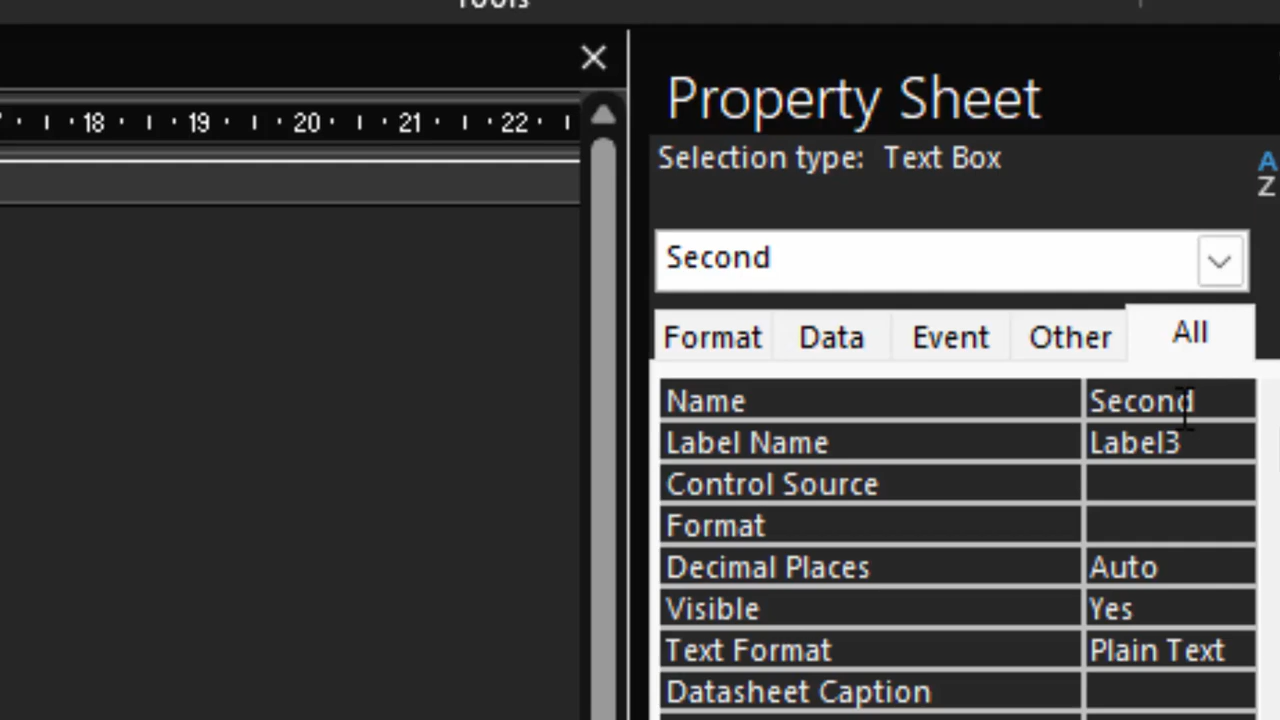 Tools
18 19 20 21 22
Property Sheet
Selection type: Text Box
A
Z
Second
Format Data Event Other All
Name Second
Label Name Label3
Control Source
Format
Decimal Places Auto
Visible Yes
Text Format Plain Text
Datasheet Caption